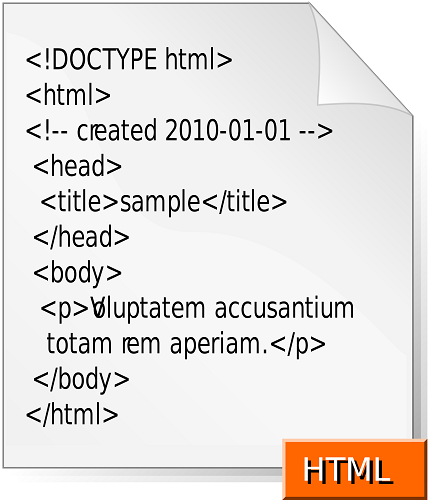 <!DOCTYPE html>
<html>
<!-- created 2010-01-01 -->
<head>
<title>sample</title>
</head>
<body>
<p>Voluptatem accusantium
totam rem aperiam.</p>
</body>
</html>
HTML